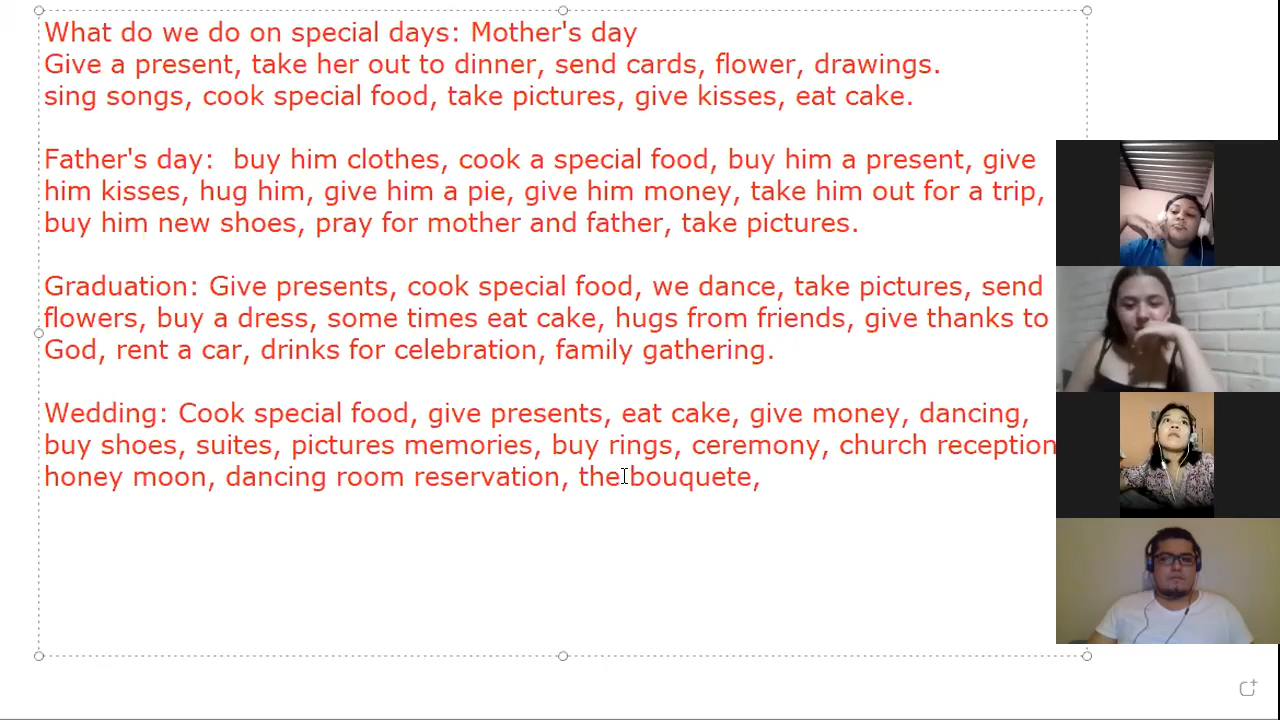 What do we do on special days: Mother's day
Give a present, take her out to dinner, send cards, flower, drawings.
sing songs, cook special food, take pictures, give kisses, eat cake.
Father's day:  buy him clothes, cook a special food, buy him a present, give
him kisses, hug him, give him a pie, give him money, take him out for a trip,
buy him new shoes, pray for mother and father, take pictures.
Graduation: Give presents, cook special food, we dance, take pictures, send
flowers, buy a dress, some times eat cake, hugs from friends, give thanks to
God, rent a car, drinks for celebration, family gathering.
Wedding: Cook special food, give presents, eat cake, give money, dancing,
buy shoes, suites, pictures memories, buy rings, ceremony, church reception
honey moon, dancing room reservation, the bouquete,